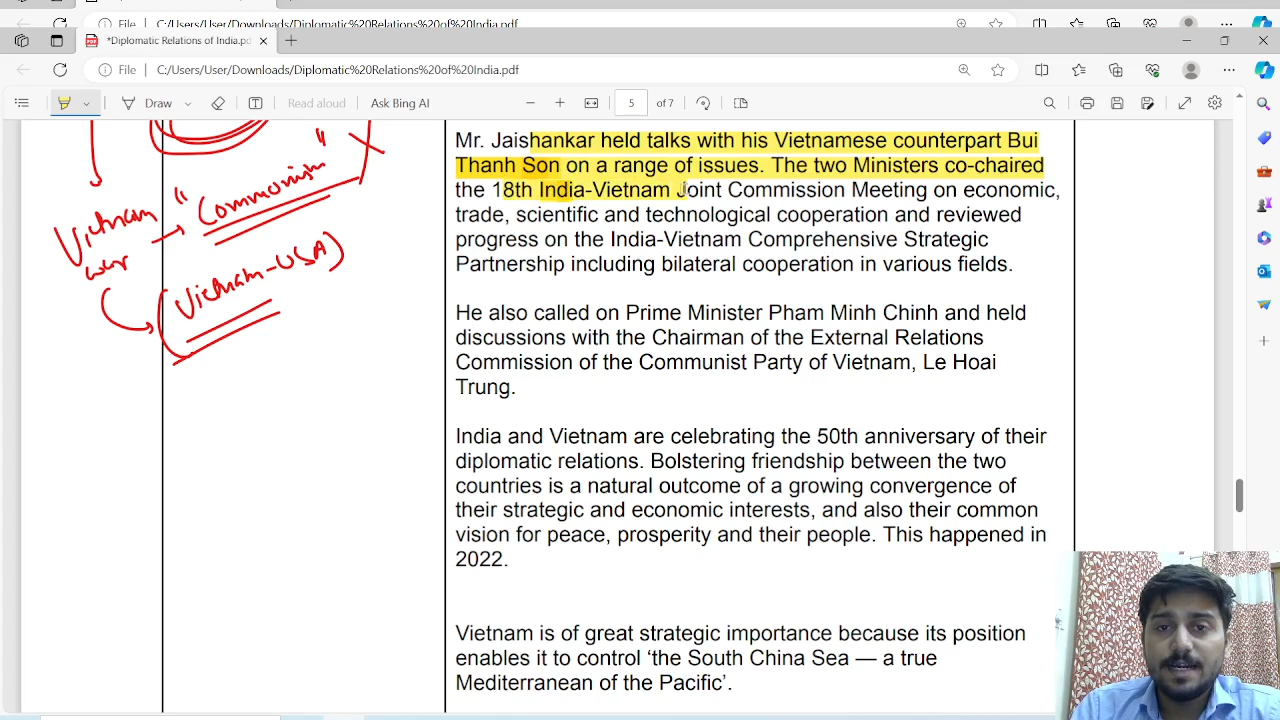 C:/Users/User/Downloads/Diplomatic%20Relations%20of%20India.pdf
*Diplomatic Relations of India.pd
File C:/Users/User/Downloads/Diplomatic%20Relations%20of%20India.pdf
Draw Read aloud Ask Bing AI 5 of 7
Mr. Jaishankar held talks with his Vietnamese counterpart Bui
Thanh Son on a range of issues. The two Ministers co-chaired
the 18th India-Vietnam Joint Commission Meeting on economic,
trade, scientific and technological cooperation and reviewed
progress on the India-Vietnam Comprehensive Strategic
Partnership including bilateral cooperation in various fields.
He also called on Prime Minister Pham Minh Chinh and held
discussions with the Chairman of the External Relations
Commission of the Communist Party of Vietnam, Le Hoai
Trung.
India and Vietnam are celebrating the 50th anniversary of their
diplomatic relations. Bolstering friendship between the two
countries is a natural outcome of a growing convergence of
their strategic and economic interests, and also their common
vision for peace, prosperity and their people. This happened in
2022.
Vietnam is of great strategic importance because its position
enables it to control ‘the South China Sea — a true
Mediterranean of the Pacific’.
"Commonism"
Vietnam
war
(Vietnam-USA)